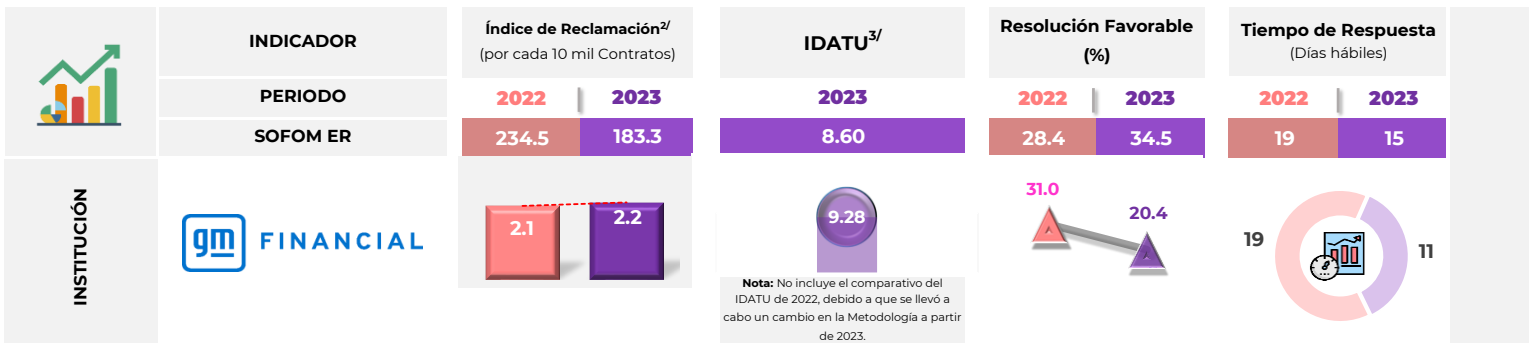 INDICADOR
Índice de Reclamación2/
(por cada 10 mil Contratos)
IDATU3/
Resolución Favorable
(%)
Tiempo de Respuesta
(Días hábiles)
PERIODO
2022 2023
2023
2022 2023
2022 2023
SOFOM ER
234.5 183.3
8.60
28.4 34.5
19 15
INSTITUCIÓN
gm FINANCIAL
2.1 2.2
9.28
Nota: No incluye el comparativo del
IDATU de 2022, debido a que se llevó a
cabo un cambio en la Metodología a partir
de 2023.
31.0
20.4
19
11